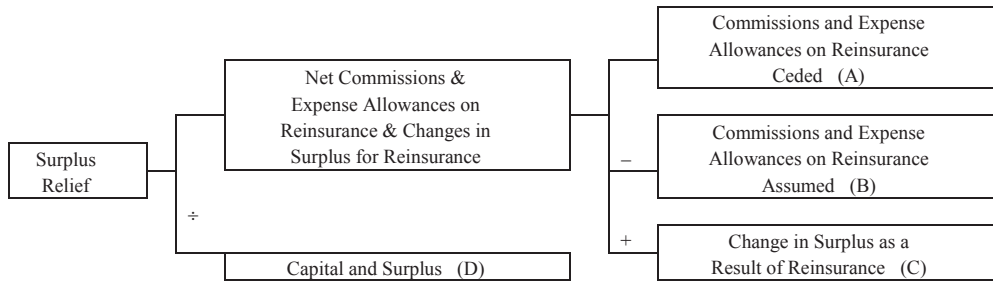 Surplus
Relief
÷
Net Commissions &
Expense Allowances on
Reinsurance & Changes in
Surplus for Reinsurance
Capital and Surplus (D)
Commissions and Expense
Allowances on Reinsurance
Ceded (A)
–
Commissions and Expense
Allowances on Reinsurance
Assumed (B)
+
Change in Surplus as a
Result of Reinsurance (C)